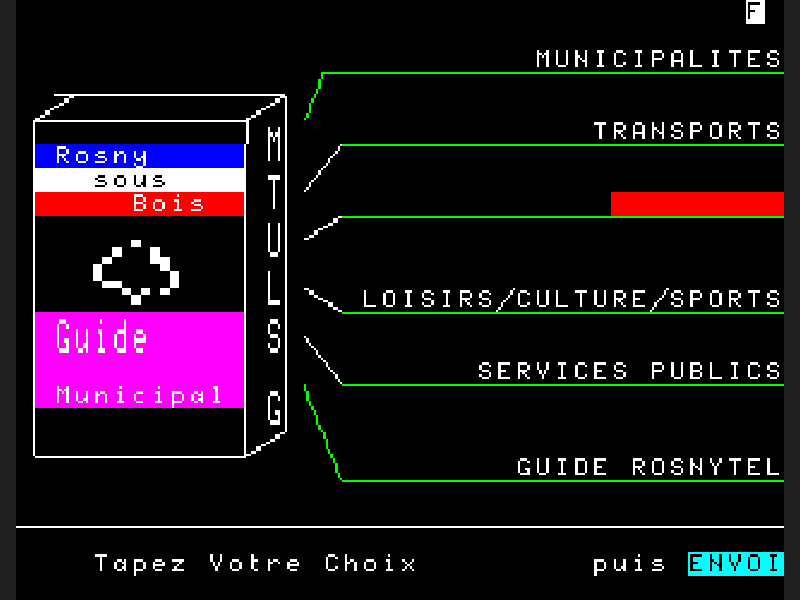 F
MUNICIPALITES
TRANSPORTS
LOISIRS/CULTURE/SPORTS
SERVICES PUBLICS
GUIDE ROSNYTEL
Rosny
sous
Bois
Guide
Municipal
M
T
U
L
S
G
Tapez Votre Choix puis ENVOI